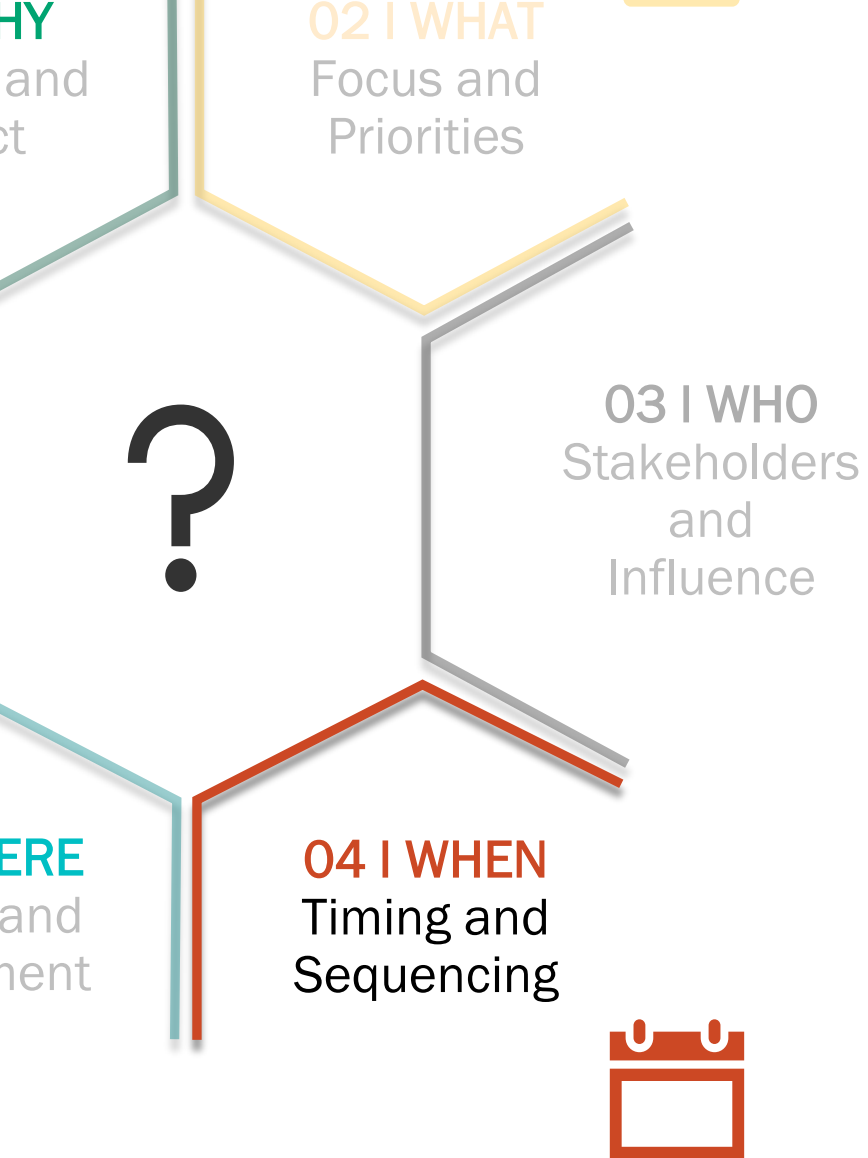 HY
and
ct
02 I WHAT
Focus and
Priorities
?
03 I WHO
Stakeholders
and
Influence
ERE
and
ment
04 I WHEN
Timing and
Sequencing